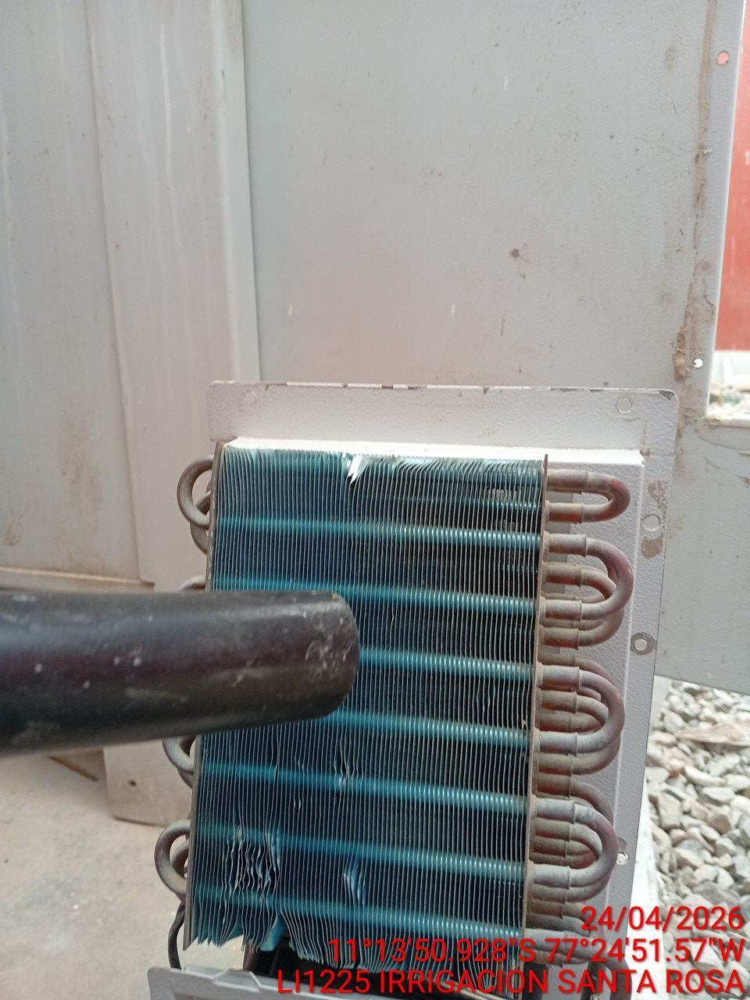 24/04/2026
11°13'50.928"S 77°24'51.57"W
LI1225 IRRIGACION SANTA ROSA